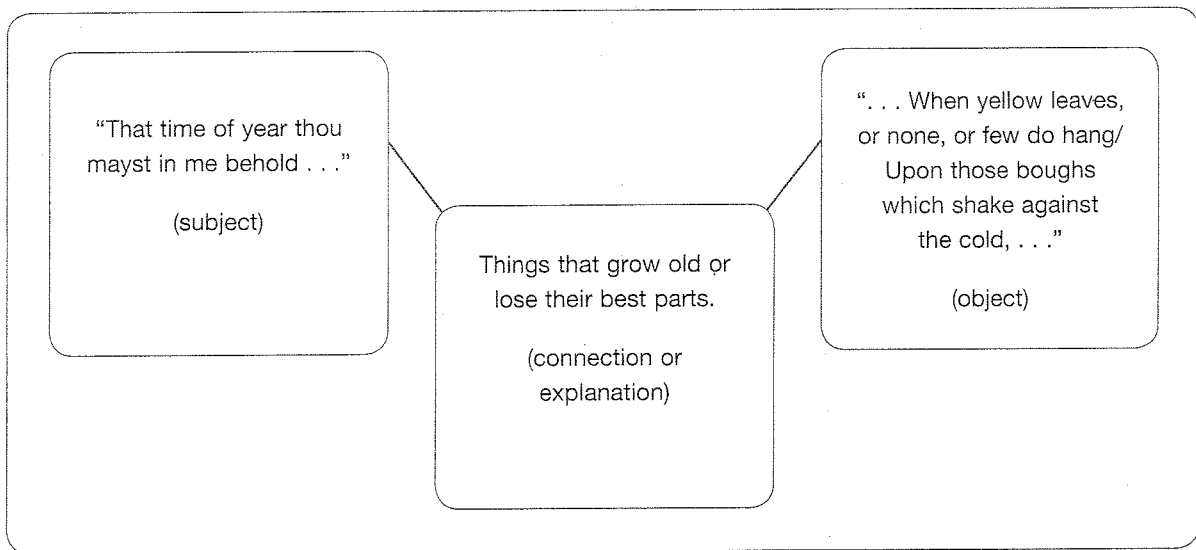 “That time of year thou
mayst in me behold . . .”
(subject)
Things that grow old or
lose their best parts.
(connection or
explanation)
“. . . When yellow leaves,
or none, or few do hang/
Upon those boughs
which shake against
the cold, . . .”
(object)